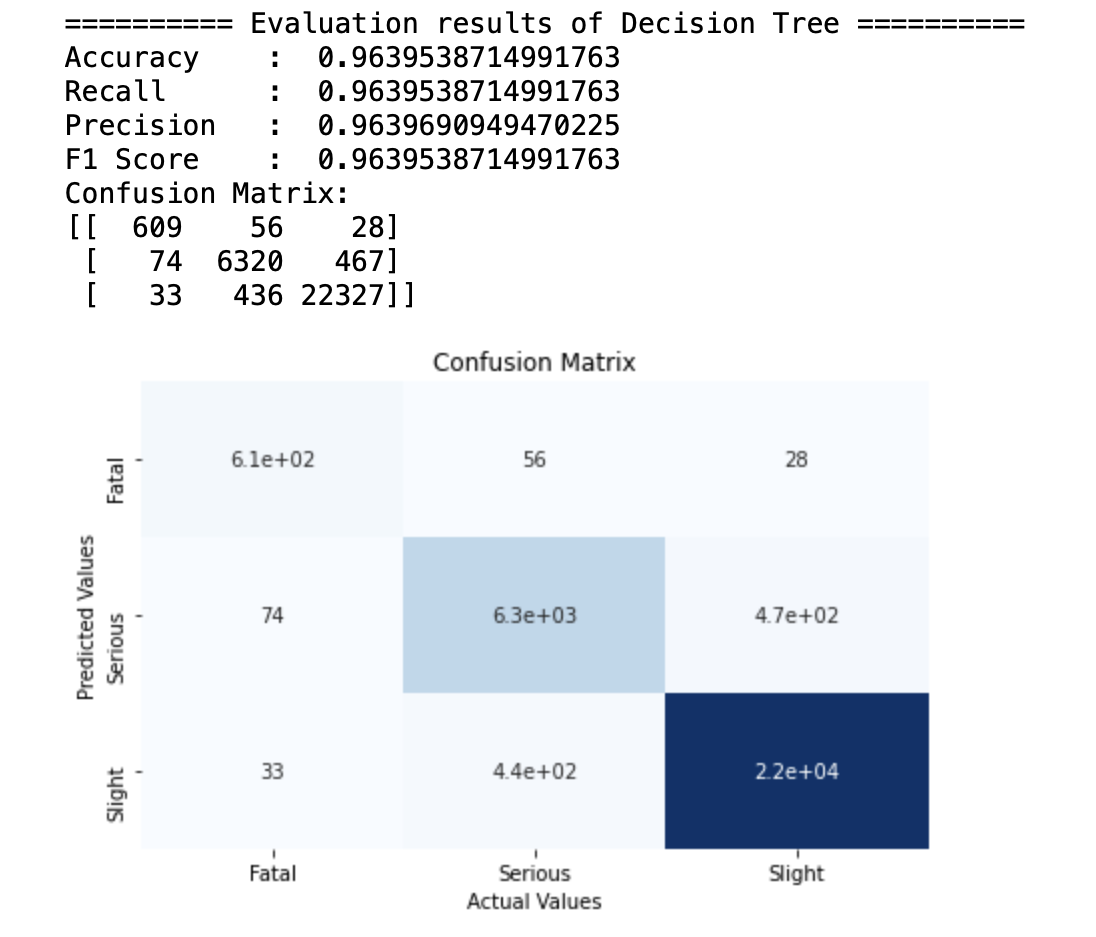 ========== Evaluation results of Decision Tree ==========
Accuracy    :  0.9639538714991763
Recall      :  0.9639538714991763
Precision   :  0.9639690949470225
F1 Score    :  0.9639538714991763
Confusion Matrix:
[[  609    56    28]
 [   74  6320   467]
 [   33   436 22327]]
Confusion Matrix
Predicted Values
Fatal 6.1e+02 56 28
Serious 74 6.3e+03 4.7e+02
Slight 33 4.4e+02 2.2e+04
Fatal Serious Slight
Actual Values